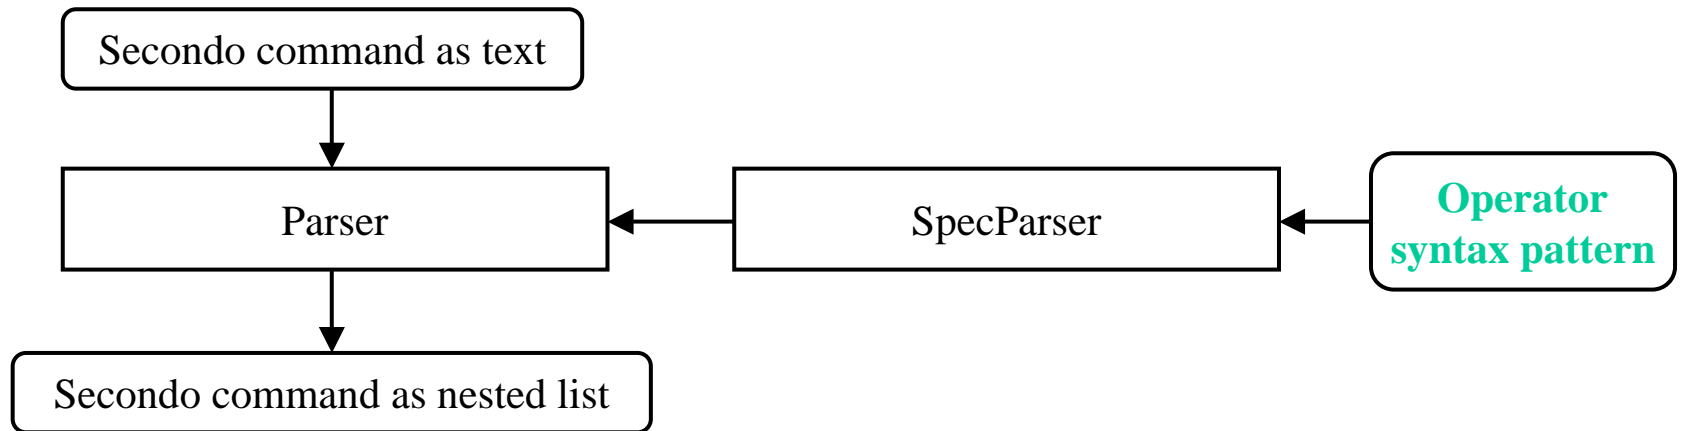 Secondo command as text
Parser
SpecParser
Operator
syntax pattern
Secondo command as nested list